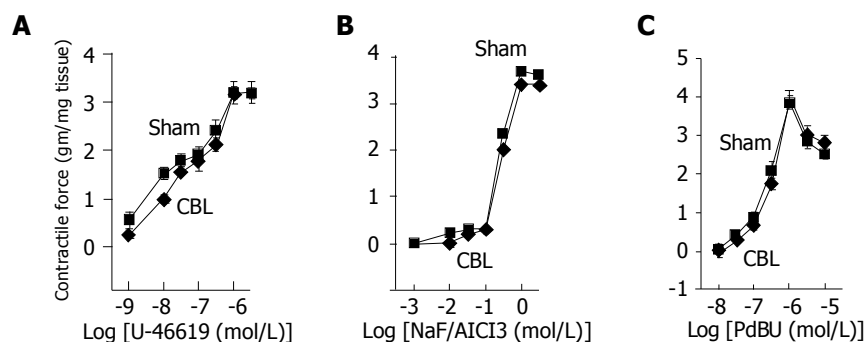 A
B
C
Contractile force (gm/mg tissue)
4
3
2
1
0
Sham
CBL
-9 -8 -7 -6
Log [U-46619 (mol/L)]
4
3
2
1
0
Sham
CBL
-3 -2 -1 0
Log [NaF/AICI3 (mol/L)]
5
4
3
2
1
0
-1
Sham
CBL
-8 -7 -6 -5
Log [PdBU (mol/L)]